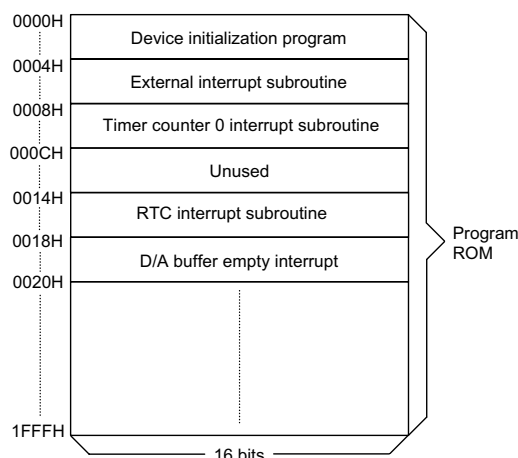 0000H
Device initialization program
0004H
External interrupt subroutine
0008H
Timer counter 0 interrupt subroutine
000CH
Unused
0014H
RTC interrupt subroutine
0018H
D/A buffer empty interrupt
0020H
Program
ROM
1FFFH
16 bits